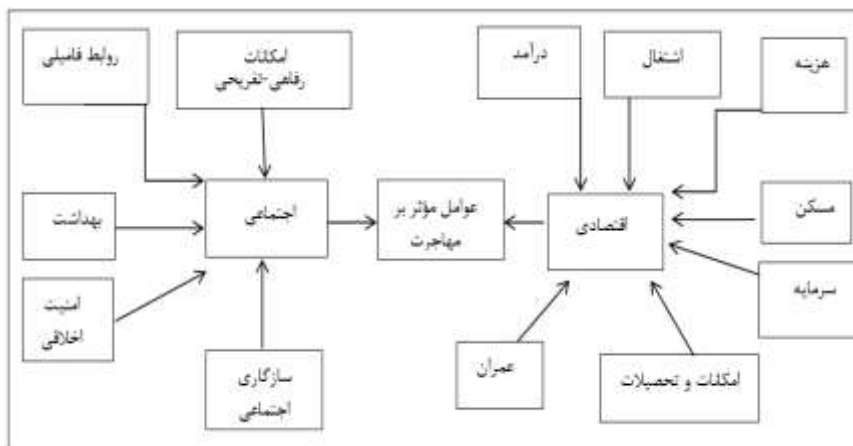 هزینه
اشتغال
درآمد
امکانات
رفاهی-تفریحی
روابط فامیلی
مسکن
اقتصادی
عوامل مؤثر بر
مهاجرت
اجتماعی
بهداشت
سرمایه
امنیت
اخلاقی
امکانات و تحصیلات
عمران
سازگاری
اجتماعی